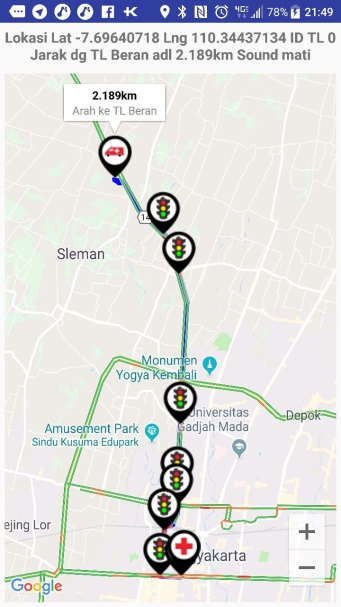 78% 21:49
Lokasi Lat -7.69640718 Lng 110.34437134 ID TL 0
Jarak dg TL Beran adl 2.189km Sound mati
2.189km
Arah ke TL Beran
14
Sleman
Monumen
Yogya Kembali
Universitas
Gadjah Mada
Depok
Amusement Park
Sindu Kusuma Edupark
ejing Lor
yakarta
+
−
Google